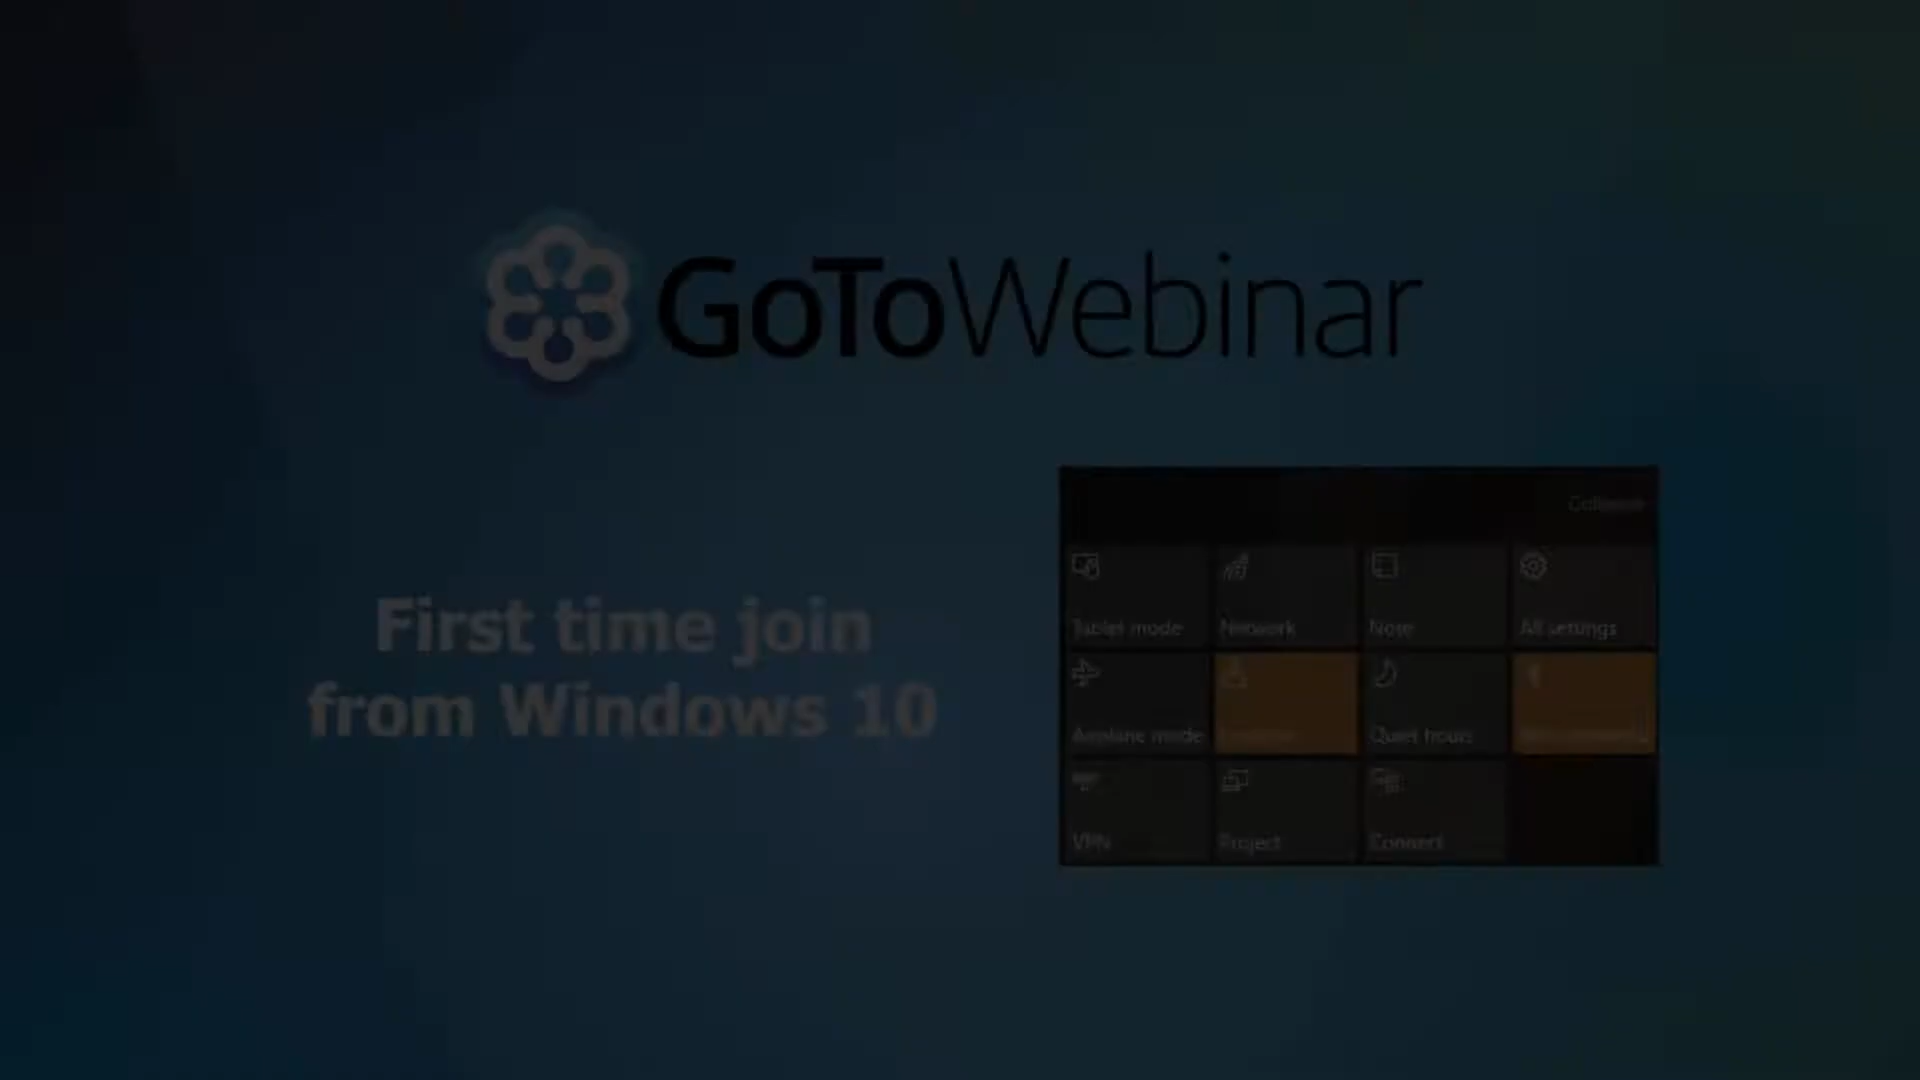 GoToWebinar
First time join
from Windows 10
Collapse
Tablet mode
Network
Note
All settings
Airplane mode
Quiet hours
VPN
Project
Connect